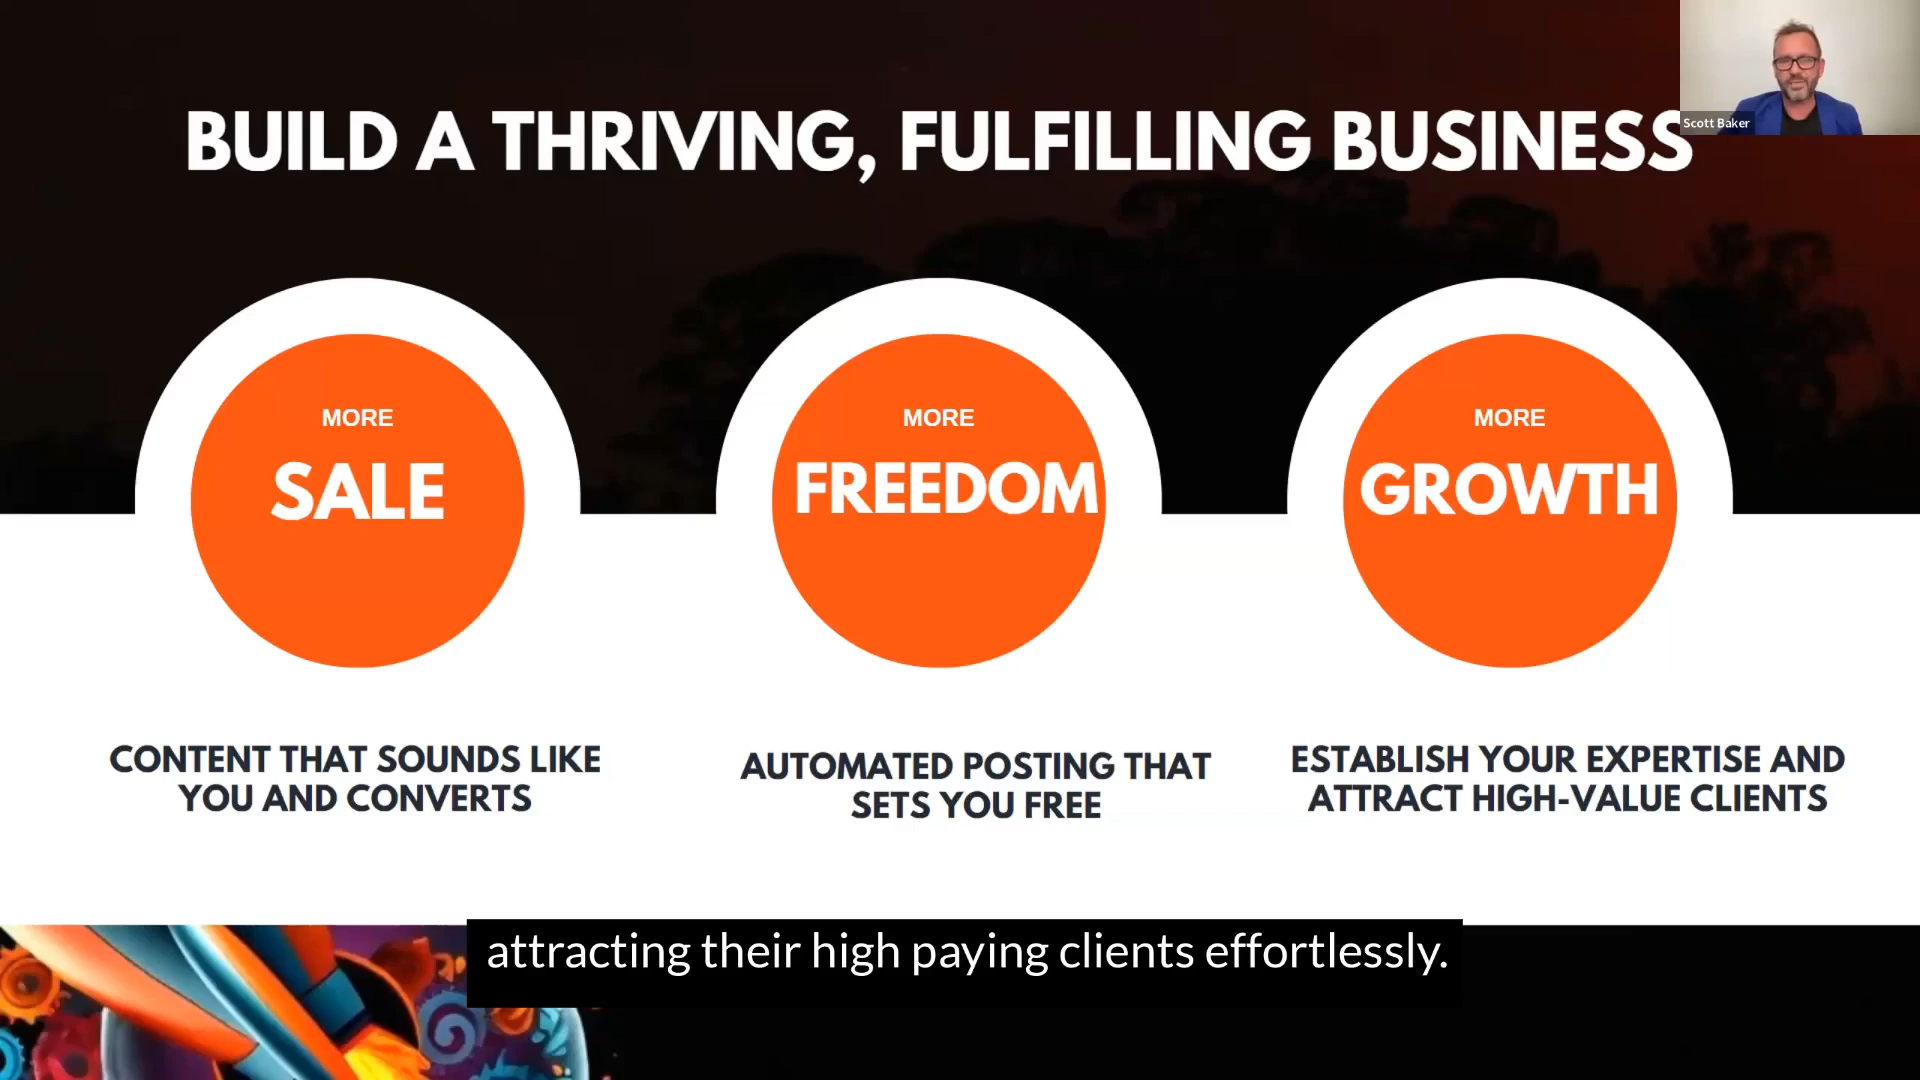 Scott Baker
BUILD A THRIVING, FULFILLING BUSINESS
MORE
SALE
MORE
FREEDOM
MORE
GROWTH
CONTENT THAT SOUNDS LIKE
YOU AND CONVERTS
AUTOMATED POSTING THAT
SETS YOU FREE
ESTABLISH YOUR EXPERTISE AND
ATTRACT HIGH-VALUE CLIENTS
attracting their high paying clients effortlessly.